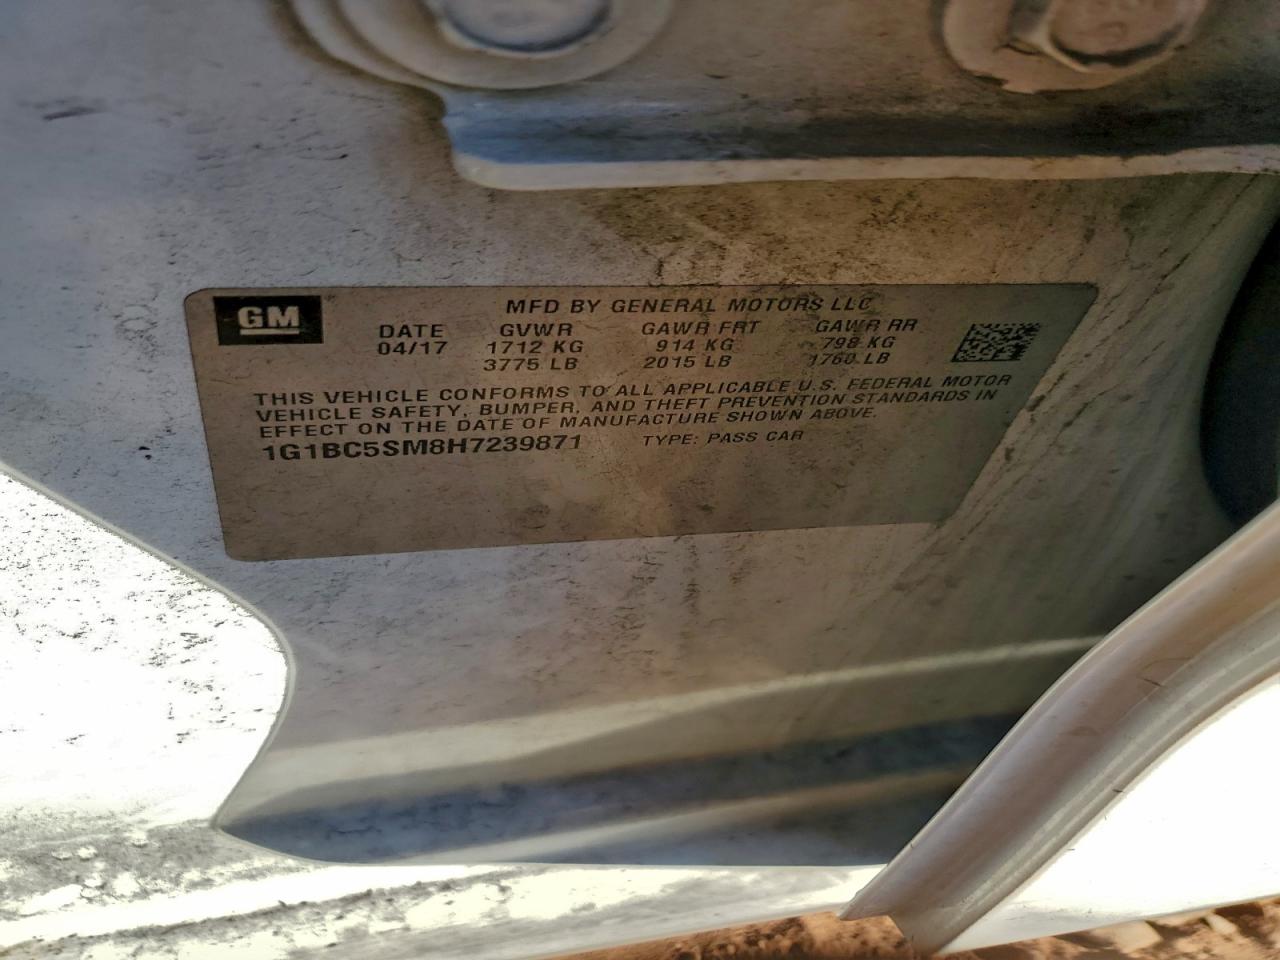 GM
MFD BY GENERAL MOTORS LLC
DATE GVWR GAWR FRT GAWR RR
04/17 1712 KG 914 KG 798 KG
3775 LB 2015 LB 1760 LB
THIS VEHICLE CONFORMS TO ALL APPLICABLE U.S. FEDERAL MOTOR
VEHICLE SAFETY, BUMPER, AND THEFT PREVENTION STANDARDS IN
EFFECT ON THE DATE OF MANUFACTURE SHOWN ABOVE.
1G1BC5SM8H7239871 TYPE: PASS CAR